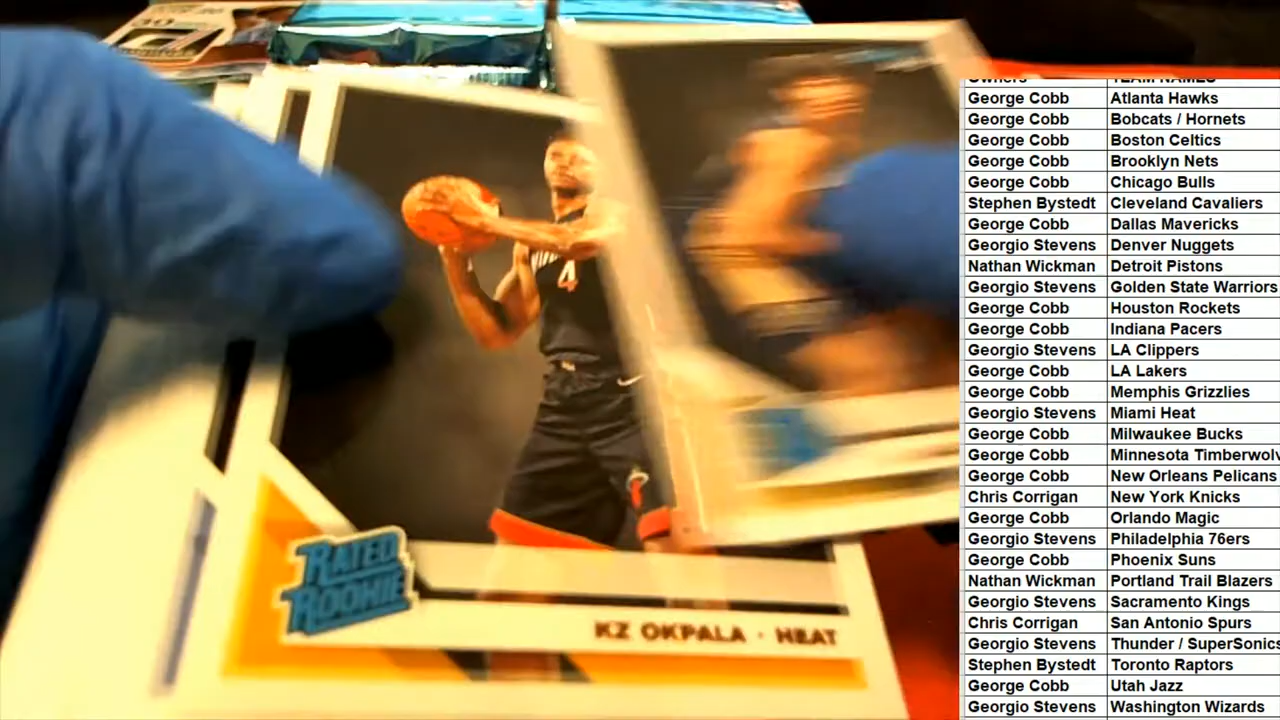 4
RATED
ROOKIE
KZ OKPALA · HEAT
Owners TEAM NAMES
George Cobb Atlanta Hawks
George Cobb Bobcats / Hornets
George Cobb Boston Celtics
George Cobb Brooklyn Nets
George Cobb Chicago Bulls
Stephen Bystedt Cleveland Cavaliers
George Cobb Dallas Mavericks
Georgio Stevens Denver Nuggets
Nathan Wickman Detroit Pistons
Georgio Stevens Golden State Warriors
George Cobb Houston Rockets
George Cobb Indiana Pacers
Georgio Stevens LA Clippers
George Cobb LA Lakers
George Cobb Memphis Grizzlies
Georgio Stevens Miami Heat
George Cobb Milwaukee Bucks
George Cobb Minnesota Timberwolv
George Cobb New Orleans Pelicans
Chris Corrigan New York Knicks
George Cobb Orlando Magic
Georgio Stevens Philadelphia 76ers
George Cobb Phoenix Suns
Nathan Wickman Portland Trail Blazers
Georgio Stevens Sacramento Kings
Chris Corrigan San Antonio Spurs
Georgio Stevens Thunder / SuperSonics
Stephen Bystedt Toronto Raptors
George Cobb Utah Jazz
Georgio Stevens Washington Wizards